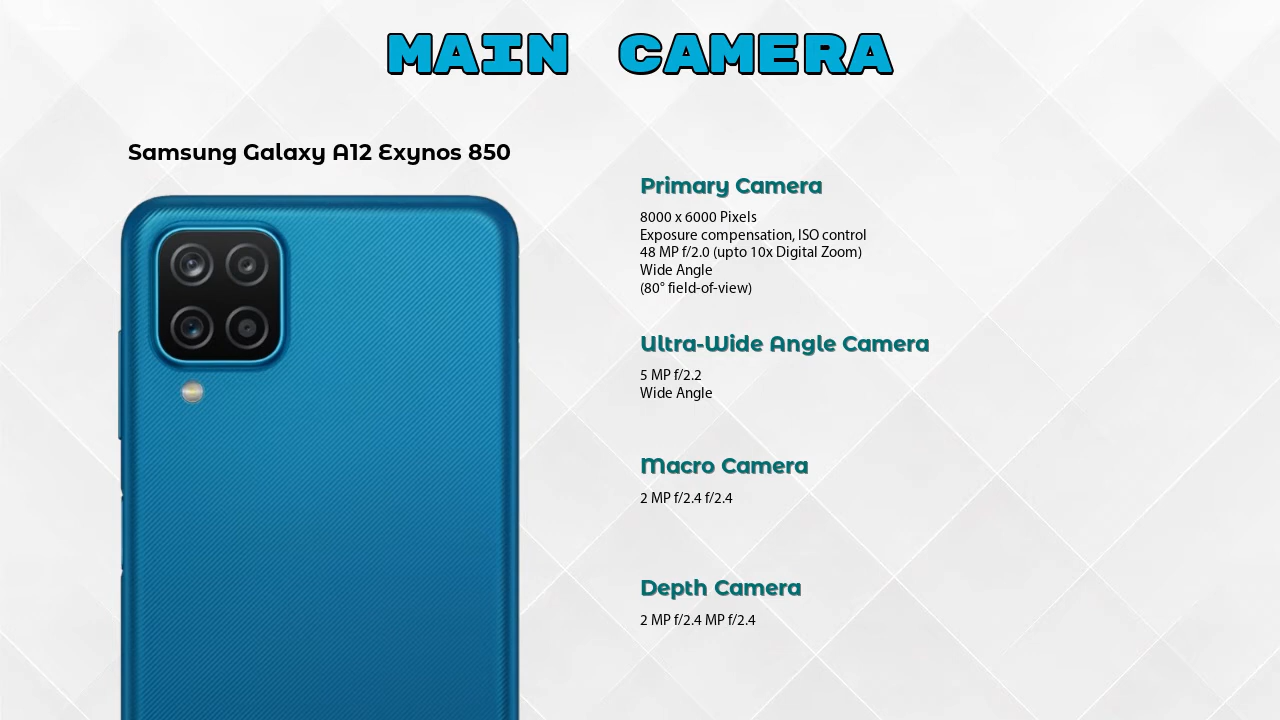 MAIN CAMERA
Samsung Galaxy A12 Exynos 850
Primary Camera
8000 x 6000 Pixels
Exposure compensation, ISO control
48 MP f/2.0 (upto 10x Digital Zoom)
Wide Angle
(80° field-of-view)
Ultra-Wide Angle Camera
5 MP f/2.2
Wide Angle
Macro Camera
2 MP f/2.4 f/2.4
Depth Camera
2 MP f/2.4 MP f/2.4